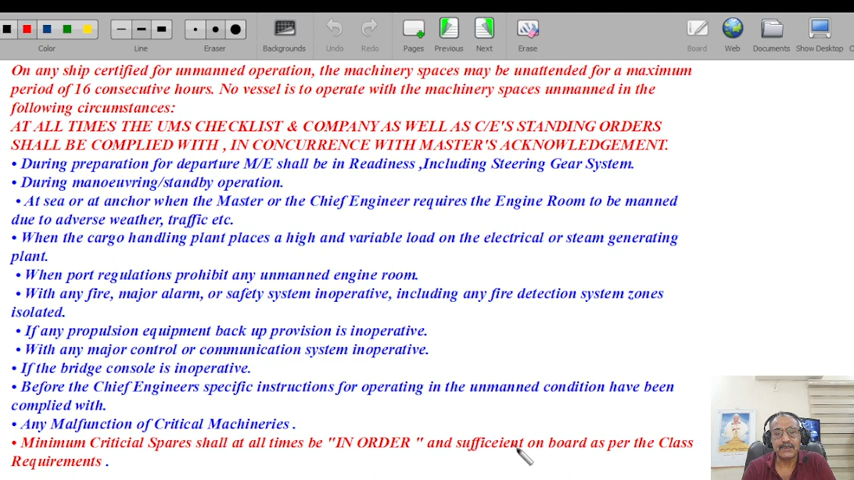 Color
Line
Eraser
Backgrounds
Undo
Redo
Pages
Previous
Next
Erase
Board
Web
Documents
Show Desktop
On any ship certified for unmanned operation, the machinery spaces may be unattended for a maximum
period of 16 consecutive hours. No vessel is to operate with the machinery spaces unmanned in the
following circumstances:
AT ALL TIMES THE UMS CHECKLIST & COMPANY AS WELL AS C/E'S STANDING ORDERS
SHALL BE COMPLIED WITH , IN CONCURRENCE WITH MASTER'S ACKNOWLEDGEMENT.
• During preparation for departure M/E shall be in Readiness ,Including Steering Gear System.
• During manoeuvring/standby operation.
• At sea or at anchor when the Master or the Chief Engineer requires the Engine Room to be manned
due to adverse weather, traffic etc.
• When the cargo handling plant places a high and variable load on the electrical or steam generating
plant.
• When port regulations prohibit any unmanned engine room.
• With any fire, major alarm, or safety system inoperative, including any fire detection system zones
isolated.
• If any propulsion equipment back up provision is inoperative.
• With any major control or communication system inoperative.
• If the bridge console is inoperative.
• Before the Chief Engineers specific instructions for operating in the unmanned condition have been
complied with.
• Any Malfunction of Critical Machineries .
• Minimum Criticial Spares shall at all times be "IN ORDER " and sufficeient on board as per the Class
Requirements .